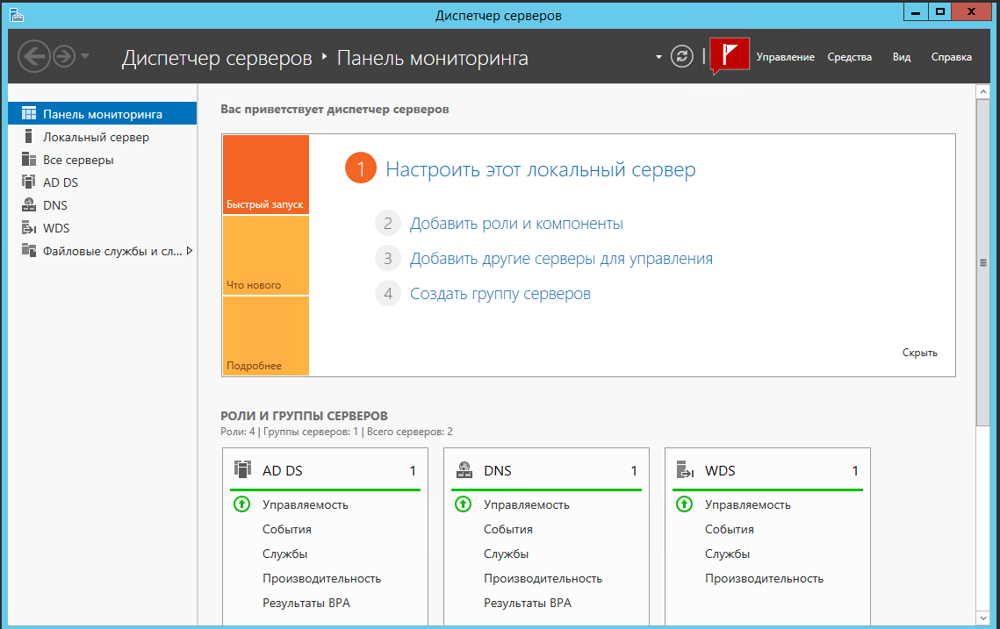 Диспетчер серверов
Диспетчер серверов Панель мониторинга
Управление Средства Вид Справка
Панель мониторинга
Локальный сервер
Все серверы
AD DS
DNS
WDS
Файловые службы и сл...
Вас приветствует диспетчер серверов
Быстрый запуск
Что нового
Подробнее
1 Настроить этот локальный сервер
2 Добавить роли и компоненты
3 Добавить другие серверы для управления
4 Создать группу серверов
Скрыть
РОЛИ И ГРУППЫ СЕРВЕРОВ
Роли: 4 | Группы серверов: 1 | Всего серверов: 2
AD DS 1
Управляемость
События
Службы
Производительность
Результаты BPA
DNS 1
Управляемость
События
Службы
Производительность
Результаты BPA
WDS 1
Управляемость
События
Службы
Производительность